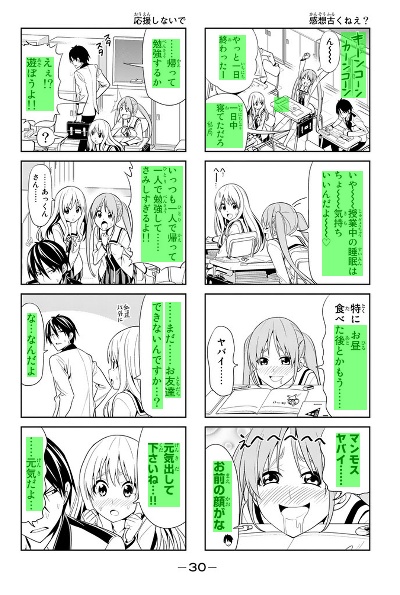 感想古くねえ?
キーンコーン
カーンコーン
やっと一日
終わったー
一日中
寝てただろ
いや〜授業中の睡眠は
ちょ〜〜気持ち
いいんだよ〜〜♡
特に
お昼
食べた後とかもう……
ヤバイ…
マンモス
ヤバイ……
お前の顔がな
応援しないで
……帰って
勉強するか
えぇ!?
遊ぼうよ!!
?
いっつも一人で帰って
一人で勉強して……
さみしすぎるよ!!
……あっくん
さん……
……まだ……お友達
できないんですか…?
な…なんだよ
元気出して
下さいね…!!
……元気だよ…
—30—